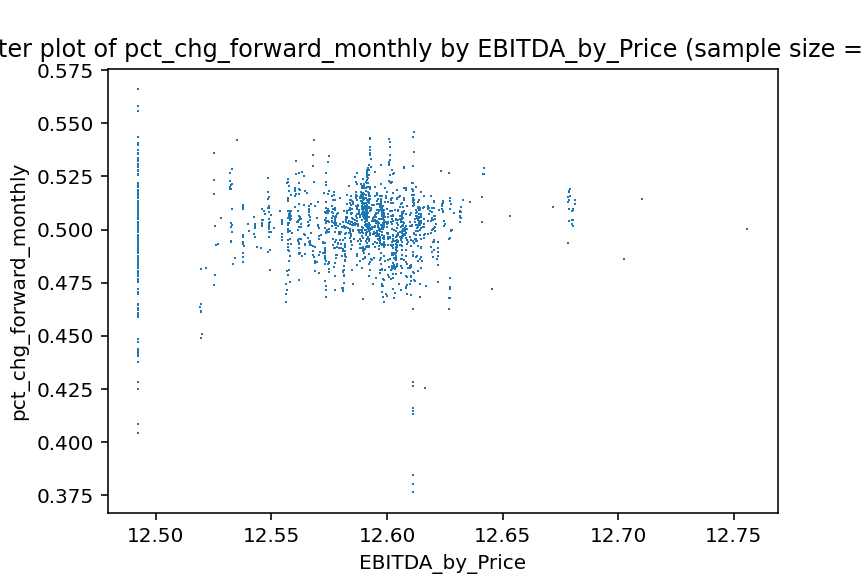 ter plot of pct_chg_forward_monthly by EBITDA_by_Price (sample size =
0.575
0.550
0.525
0.500
0.475
0.450
0.425
0.400
0.375
pct_chg_forward_monthly
12.50 12.55 12.60 12.65 12.70 12.75
EBITDA_by_Price